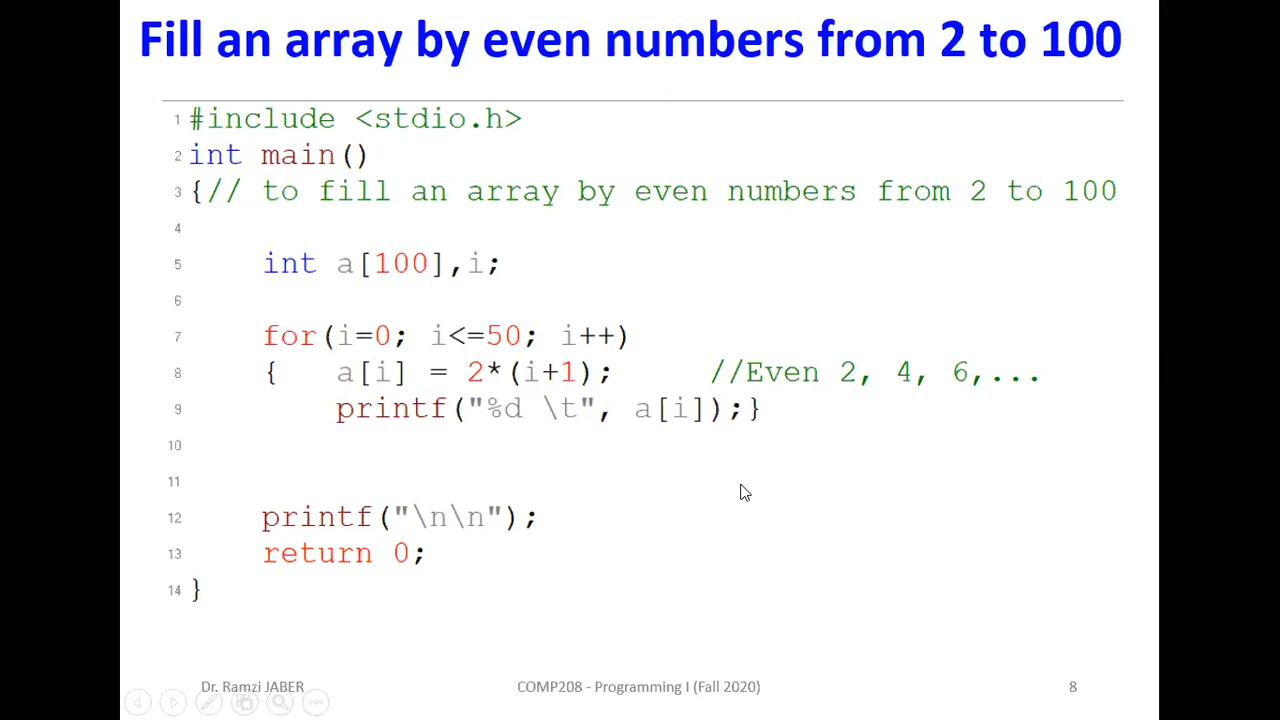 Fill an array by even numbers from 2 to 100
1 #include <stdio.h>
2 int main()
3 {// to fill an array by even numbers from 2 to 100
4
5     int a[100],i;
6
7     for(i=0; i<=50; i++)
8     {   a[i] = 2*(i+1);     //Even 2, 4, 6,...
9         printf("%d \t", a[i]);}
10
11
12     printf("\n\n");
13     return 0;
14 }
Dr. Ramzi JABER COMP208 - Programming I (Fall 2020) 8